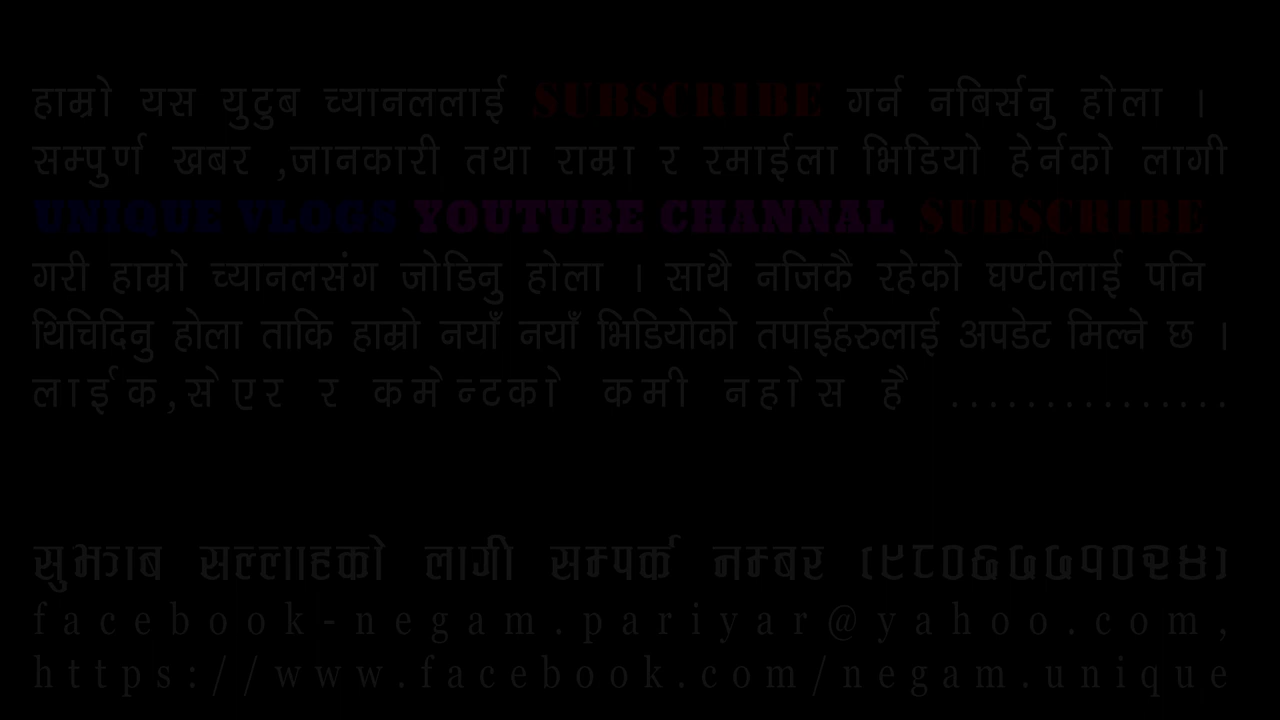 हाम्रो यस युटुब च्यानललाई SUBSCRIBE गर्न नबिर्सनु होला ।
सम्पुर्ण खबर ,जानकारी तथा राम्रा र रमाईला भिडियो हेर्नको लागी
UNIQUE VLOGS YOUTUBE CHANNAL SUBSCRIBE
गरी हाम्रो च्यानलसंग जोडिनु होला । साथै नजिकै रहेको घण्टीलाई पनि
थिचिदिनु होला ताकि हाम्रो नयाँ नयाँ भिडियोको तपाईहरुलाई अपडेट मिल्ने छ ।
लाईक,सेएर र कमेन्टको कमी नहोस है ...............
सुझाब सल्लाहको लागी सम्पर्क नम्बर (९८०६७७१०२४)
facebook-negam.pariyar@yahoo.com,
https://www.facebook.com/negam.unique